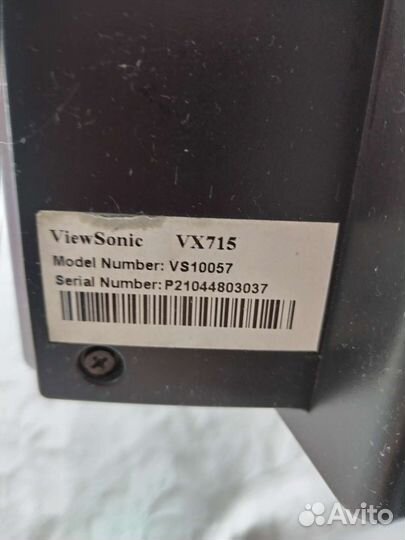 ViewSonic VX715
Model Number: VS10057
Serial Number: P21044803037
Avito